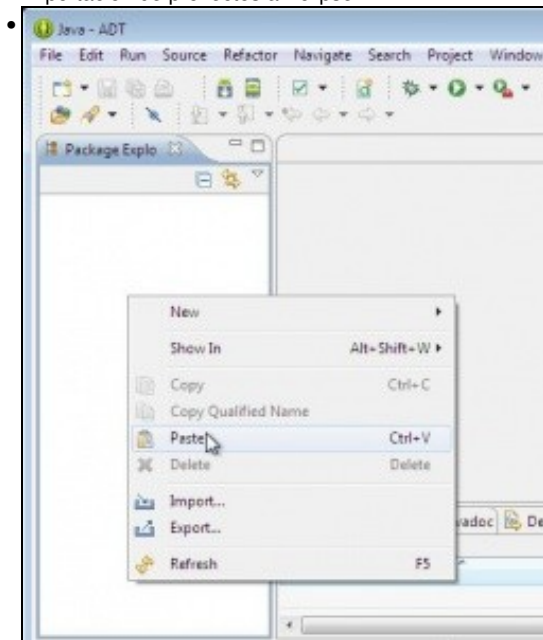 Java - ADT
File Edit Run Source Refactor Navigate Search Project Window
Package Explo
New
Show In Alt+Shift+W
Copy Ctrl+C
Copy Qualified Name
Paste Ctrl+V
Delete Delete
Import...
Export...
vadoc De
Refresh F5